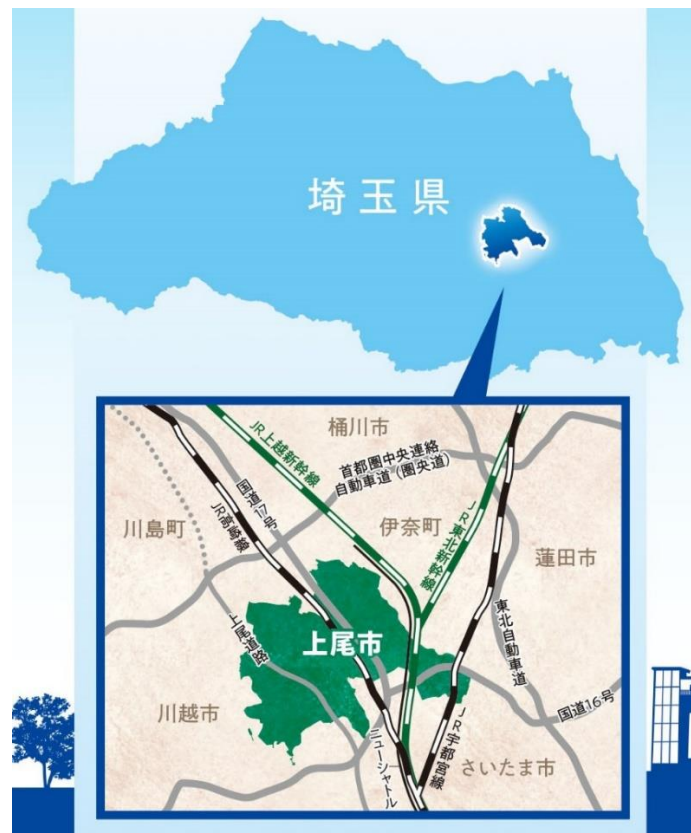 埼玉県
桶川市
JR上越新幹線
首都圏中央連絡
自動車道(圏央道)
国道17号
JR高崎線
川島町
伊奈町
JR東北新幹線
蓮田市
上尾市
上尾道路
東北自動車道
川越市
国道16号
JR宇都宮線
ニューシャトル
さいたま市